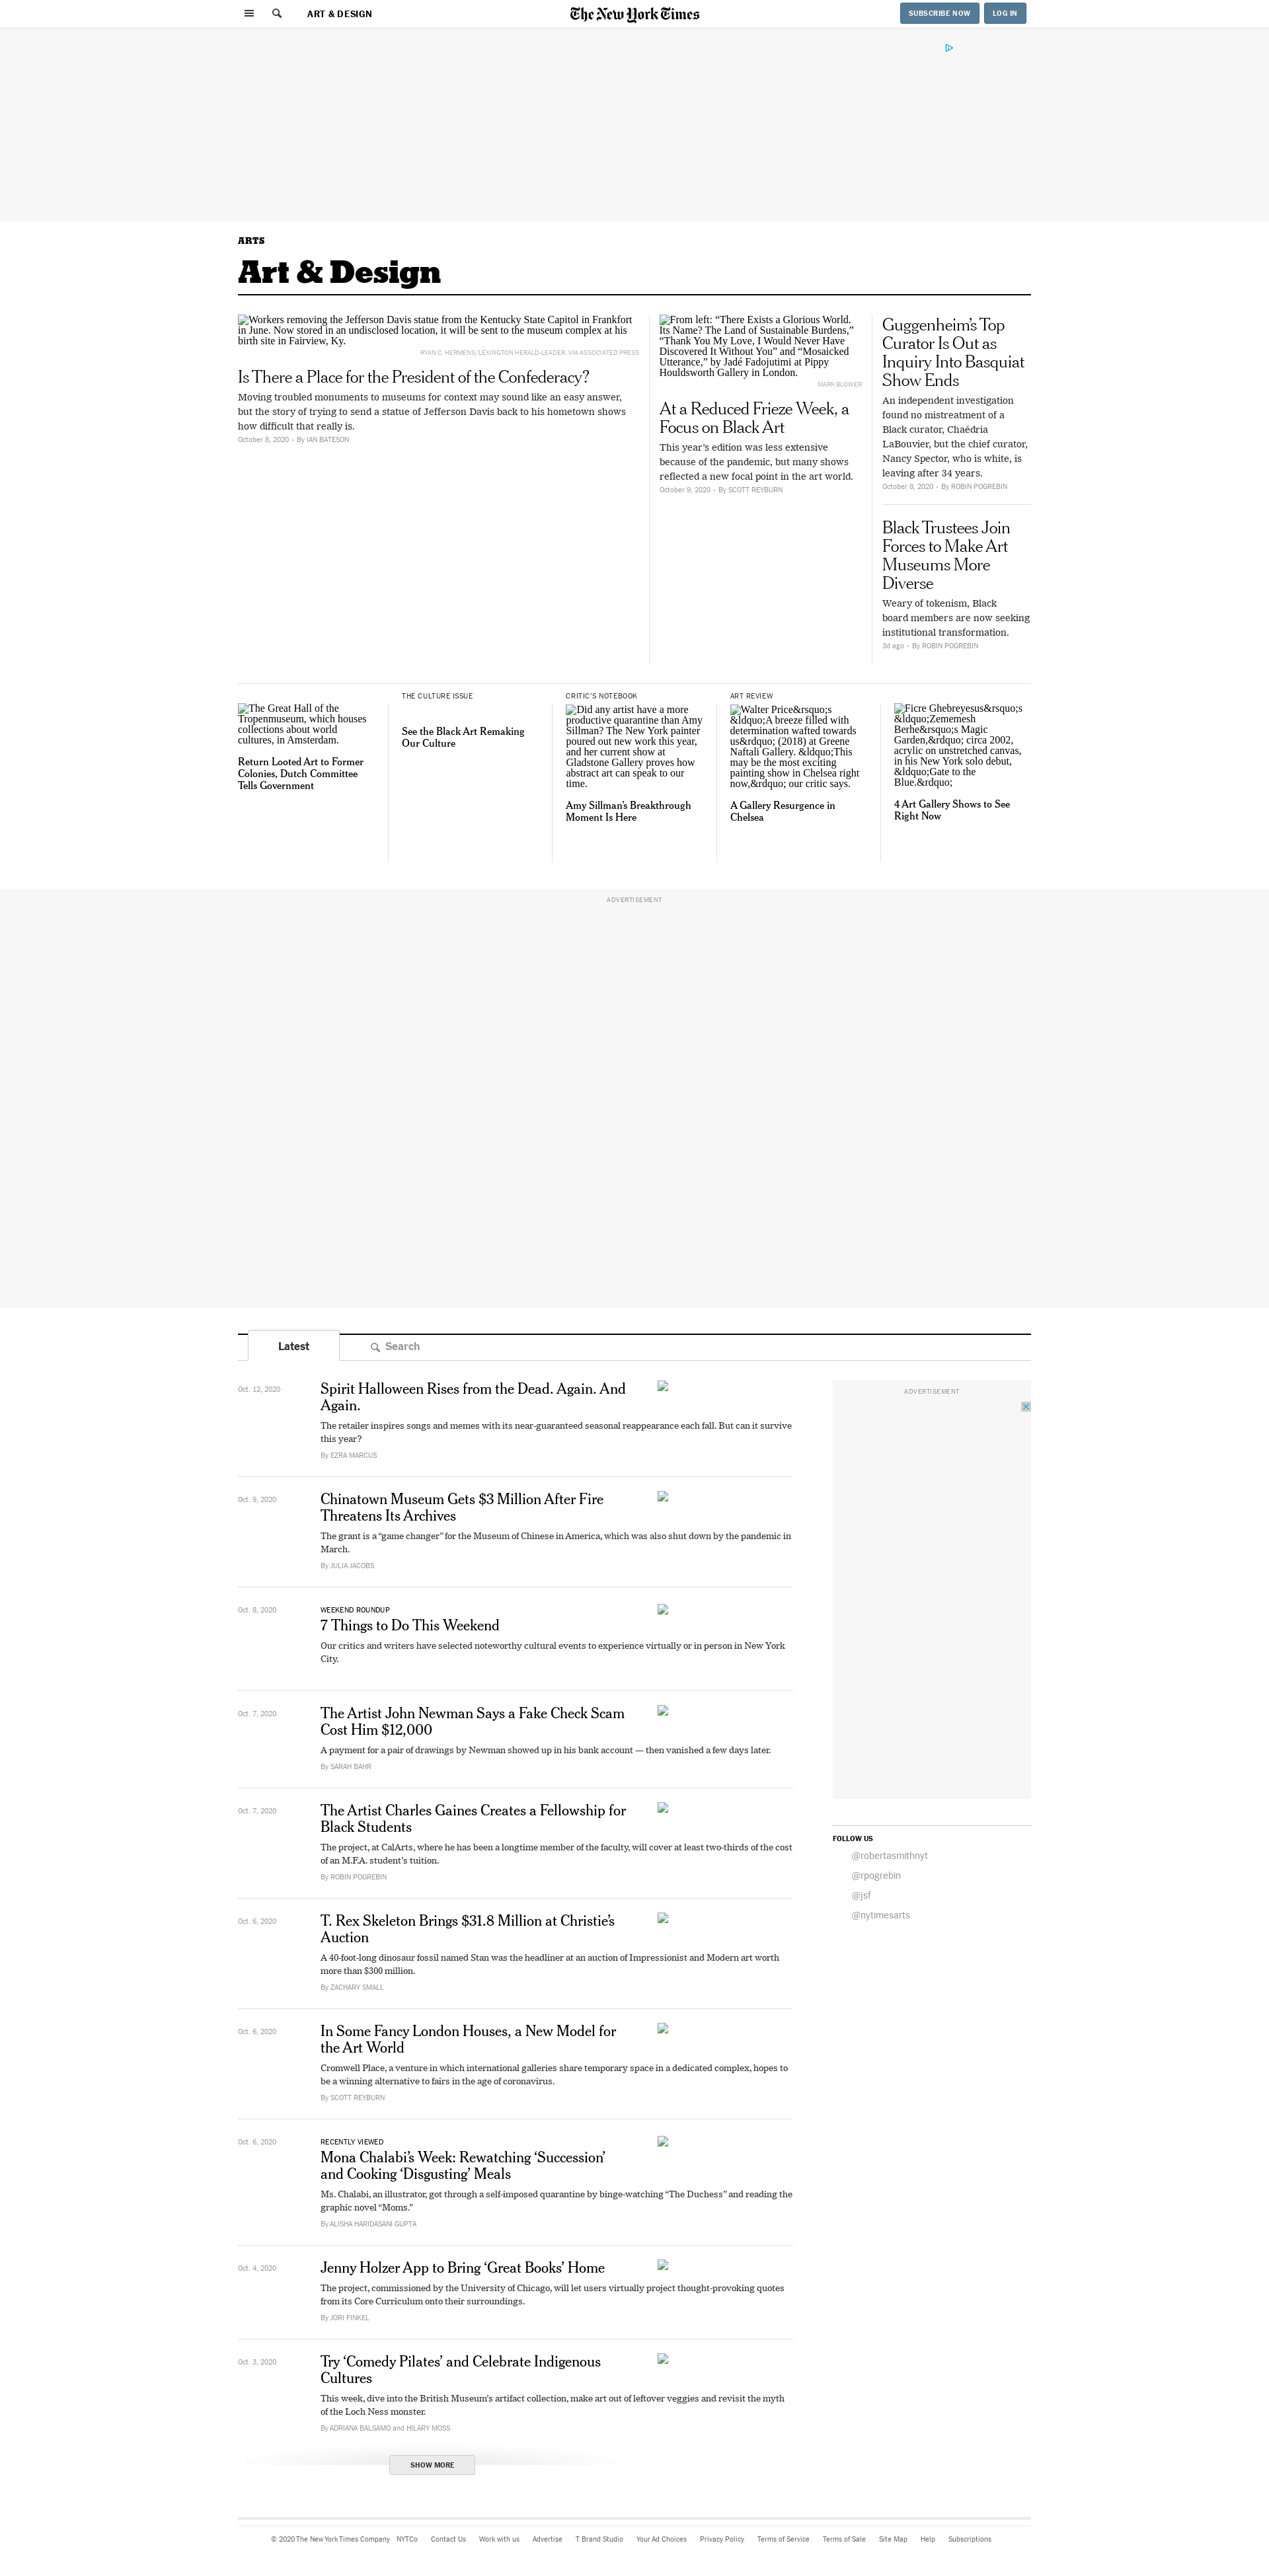 ART & DESIGN
The New York Times
SUBSCRIBE NOW
LOG IN
ARTS
Art & Design
Workers removing the Jefferson Davis statue from the Kentucky State Capitol in Frankfort
in June. Now stored in an undisclosed location, it will be sent to the museum complex at his
birth site in Fairview, Ky.
RYAN C. HERMENS/LEXINGTON HERALD-LEADER, VIA ASSOCIATED PRESS
Is There a Place for the President of the Confederacy?
Moving troubled monuments to museums for context may sound like an easy answer,
but the story of trying to send a statue of Jefferson Davis back to his hometown shows
how difficult that really is.
October 8, 2020 - By IAN BATESON
From left: “There Exists a Glorious World.
Its Name? The Land of Sustainable Burdens,”
“Thank You My Love, I Would Never Have
Discovered It Without You” and “Mosaicked
Utterance,” by Jadé Fadojutimi at Pippy
Houldsworth Gallery in London.
MARK BLOWER
At a Reduced Frieze Week, a
Focus on Black Art
This year’s edition was less extensive
because of the pandemic, but many shows
reflected a new focal point in the art world.
October 9, 2020 - By SCOTT REYBURN
Guggenheim’s Top
Curator Is Out as
Inquiry Into Basquiat
Show Ends
An independent investigation
found no mistreatment of a
Black curator, Chaédria
LaBouvier, but the chief curator,
Nancy Spector, who is white, is
leaving after 34 years.
October 8, 2020 - By ROBIN POGREBIN
Black Trustees Join
Forces to Make Art
Museums More
Diverse
Weary of tokenism, Black
board members are now seeking
institutional transformation.
3d ago - By ROBIN POGREBIN
The Great Hall of the
Tropenmuseum, which houses
collections about world
cultures, in Amsterdam.
Return Looted Art to Former
Colonies, Dutch Committee
Tells Government
THE CULTURE ISSUE
See the Black Art Remaking
Our Culture
CRITIC’S NOTEBOOK
Did any artist have a more
productive quarantine than Amy
Sillman? The New York painter
poured out new work this year,
and her current show at
Gladstone Gallery proves how
abstract art can speak to our
time.
Amy Sillman’s Breakthrough
Moment Is Here
ART REVIEW
Walter Price&rsquo;s
&ldquo;A breeze filled with
determination wafted towards
us&rdquo; (2018) at Greene
Naftali Gallery. &ldquo;This
may be the most exciting
painting show in Chelsea right
now,&rdquo; our critic says.
A Gallery Resurgence in
Chelsea
Ficre Ghebreyesus&rsquo;s
&ldquo;Zememesh
Berhe&rsquo;s Magic
Garden,&rdquo; circa 2002,
acrylic on unstretched canvas,
in his New York solo debut,
&ldquo;Gate to the
Blue.&rdquo;
4 Art Gallery Shows to See
Right Now
ADVERTISEMENT
Latest
Search
Oct. 12, 2020
Spirit Halloween Rises from the Dead. Again. And
Again.
The retailer inspires songs and memes with its near-guaranteed seasonal reappearance each fall. But can it survive
this year?
By EZRA MARCUS
Oct. 9, 2020
Chinatown Museum Gets $3 Million After Fire
Threatens Its Archives
The grant is a “game changer” for the Museum of Chinese in America, which was also shut down by the pandemic in
March.
By JULIA JACOBS
Oct. 8, 2020
WEEKEND ROUNDUP
7 Things to Do This Weekend
Our critics and writers have selected noteworthy cultural events to experience virtually or in person in New York
City.
Oct. 7, 2020
The Artist John Newman Says a Fake Check Scam
Cost Him $12,000
A payment for a pair of drawings by Newman showed up in his bank account — then vanished a few days later.
By SARAH BAHR
Oct. 7, 2020
The Artist Charles Gaines Creates a Fellowship for
Black Students
The project, at CalArts, where he has been a longtime member of the faculty, will cover at least two-thirds of the cost
of an M.F.A. student’s tuition.
By ROBIN POGREBIN
Oct. 6, 2020
T. Rex Skeleton Brings $31.8 Million at Christie’s
Auction
A 40-foot-long dinosaur fossil named Stan was the headliner at an auction of Impressionist and Modern art worth
more than $300 million.
By ZACHARY SMALL
Oct. 6, 2020
In Some Fancy London Houses, a New Model for
the Art World
Cromwell Place, a venture in which international galleries share temporary space in a dedicated complex, hopes to
be a winning alternative to fairs in the age of coronavirus.
By SCOTT REYBURN
Oct. 6, 2020
RECENTLY VIEWED
Mona Chalabi’s Week: Rewatching ‘Succession’
and Cooking ‘Disgusting’ Meals
Ms. Chalabi, an illustrator, got through a self-imposed quarantine by binge-watching “The Duchess” and reading the
graphic novel “Moms.”
By ALISHA HARIDASANI GUPTA
Oct. 4, 2020
Jenny Holzer App to Bring ‘Great Books’ Home
The project, commissioned by the University of Chicago, will let users virtually project thought-provoking quotes
from its Core Curriculum onto their surroundings.
By JORI FINKEL
Oct. 3, 2020
Try ‘Comedy Pilates’ and Celebrate Indigenous
Cultures
This week, dive into the British Museum’s artifact collection, make art out of leftover veggies and revisit the myth
of the Loch Ness monster.
By ADRIANA BALSAMO and HILARY MOSS
SHOW MORE
ADVERTISEMENT
FOLLOW US
@robertasmithnyt
@rpogrebin
@jsf
@nytimesarts
© 2020 The New York Times Company NYTCo Contact Us Work with us Advertise T Brand Studio Your Ad Choices Privacy Policy Terms of Service Terms of Sale Site Map Help Subscriptions